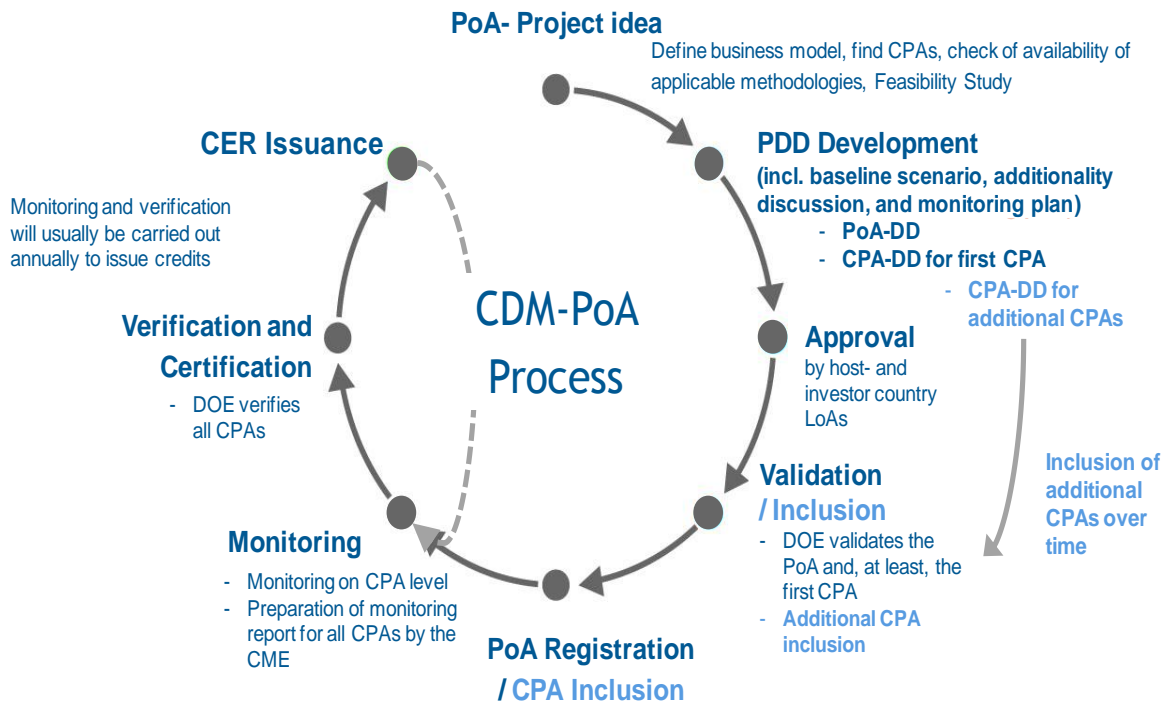 PoA- Project idea
Define business model, find CPAs, check of availability of
applicable methodologies, Feasibility Study
PDD Development
(incl. baseline scenario, additionality
discussion, and monitoring plan)
- PoA-DD
- CPA-DD for first CPA
- CPA-DD for
additional CPAs
Approval
by host- and
investor country
LoAs
Inclusion of
additional
CPAs over
time
Validation
/ Inclusion
- DOE validates the
PoA and, at least, the
first CPA
- Additional CPA
inclusion
PoA Registration
/ CPA Inclusion
Monitoring
- Monitoring on CPA level
- Preparation of monitoring
report for all CPAs by the
CME
Verification and
Certification
- DOE verifies
all CPAs
Monitoring and verification
will usually be carried out
annually to issue credits
CER Issuance
CDM-PoA
Process